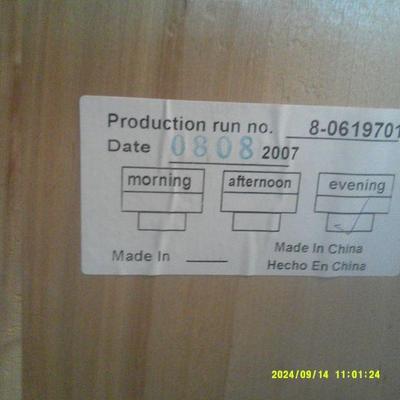 Production run no. 8-0619701
Date 0808 2007
morning afternoon evening
Made In ____ Made In China
Hecho En China
2024/09/14 11:01:24